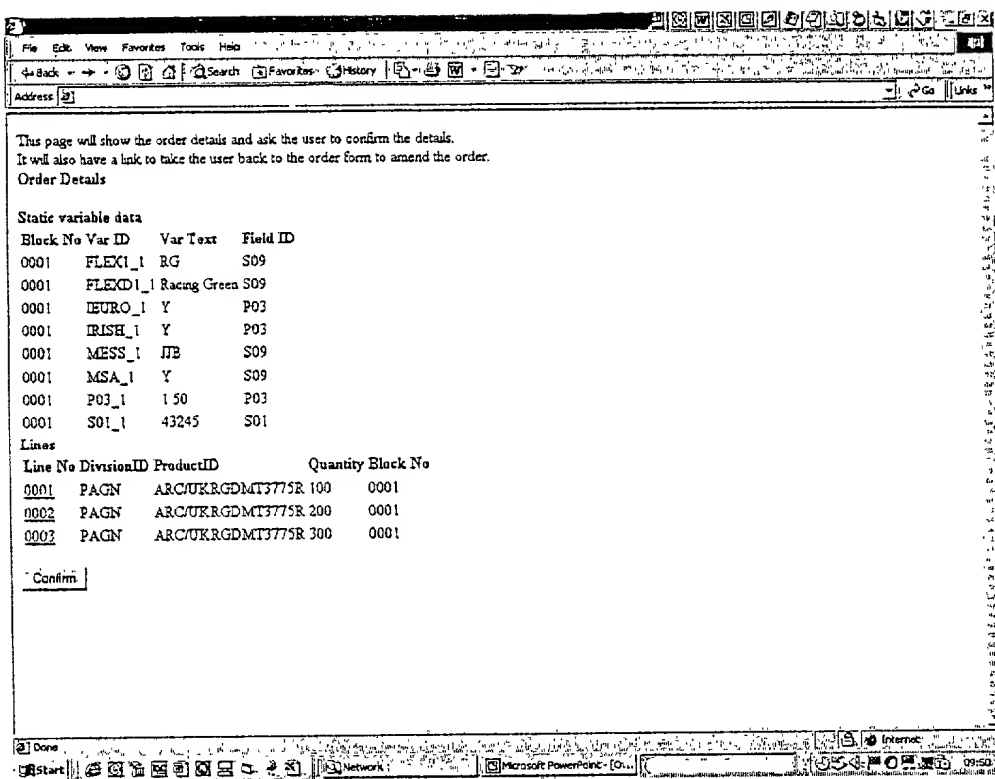 File Edit View Favorites Tools Help
Back Search Favorites History
Address Go Links
This page will show the order details and ask the user to confirm the details.
It will also have a link to take the user back to the order form to amend the order.
Order Details
Static variable data
Block No Var ID Var Text Field ID
0001 FLEX1_1 RG S09
0001 FLEXD1_1 Racing Green S09
0001 IEURO_1 Y P03
0001 IRISH_1 Y P03
0001 MESS_1 ITB S09
0001 MSA_1 Y S09
0001 P03_1 1 50 P03
0001 S01_1 43245 S01
Lines
Line No DivisionID ProductID Quantity Block No
0001 PAGN ARC/UKRGDMT3775R 100 0001
0002 PAGN ARC/UKRGDMT3775R 200 0001
0003 PAGN ARC/UKRGDMT3775R 300 0001
Confirm
Done Internet
Start Network Microsoft PowerPoint - [O... 09:50